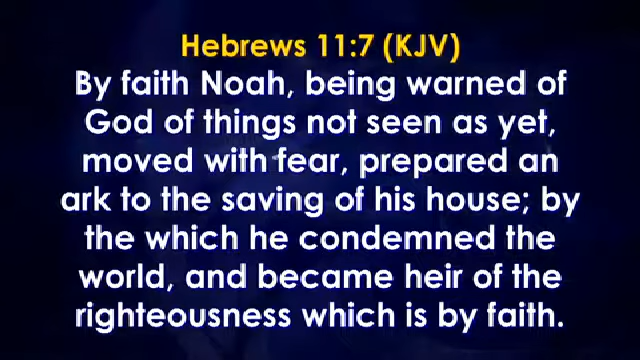 Hebrews 11:7 (KJV)
By faith Noah, being warned of
God of things not seen as yet,
moved with fear, prepared an
ark to the saving of his house; by
the which he condemned the
world, and became heir of the
righteousness which is by faith.